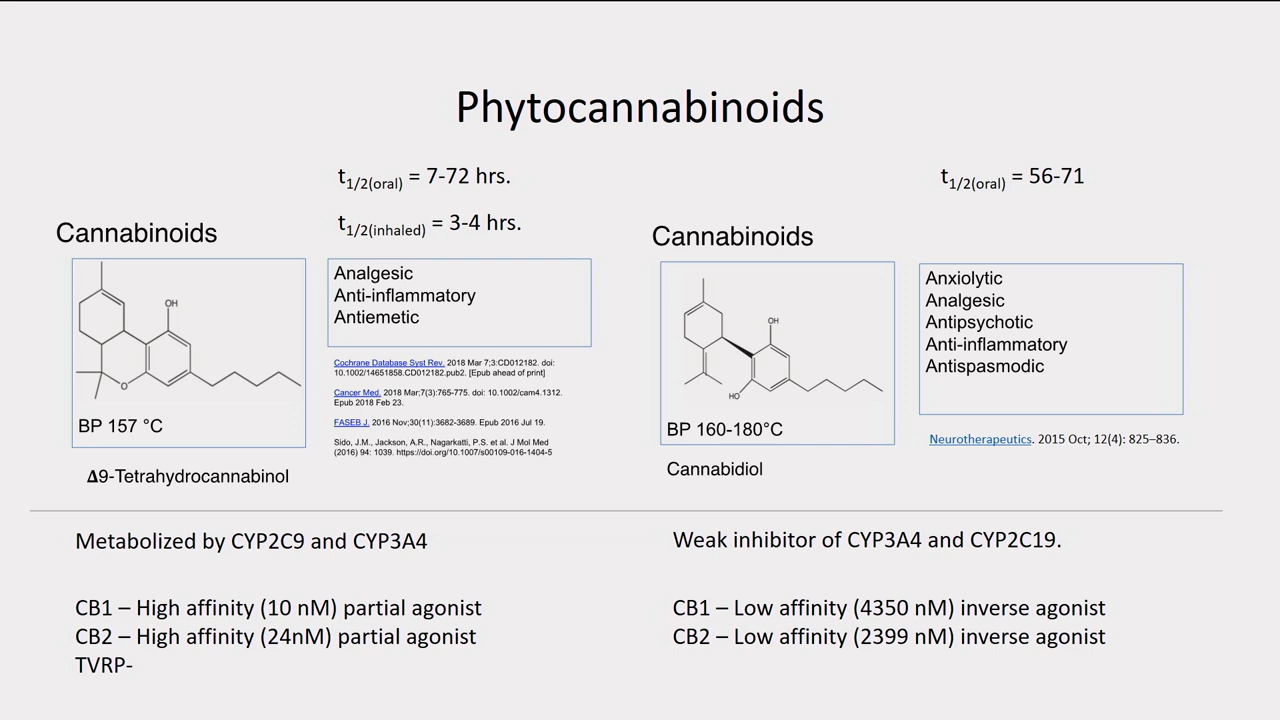 Phytocannabinoids
t1/2(oral) = 7-72 hrs.
t1/2(inhaled) = 3-4 hrs.
Cannabinoids
OH
O
BP 157 °C
Δ9-Tetrahydrocannabinol
Analgesic
Anti-inflammatory
Antiemetic
Cochrane Database Syst Rev. 2018 Mar 7;3:CD012182. doi:
10.1002/14651858.CD012182.pub2. [Epub ahead of print]
Cancer Med. 2018 Mar;7(3):765-775. doi: 10.1002/cam4.1312.
Epub 2018 Feb 23.
FASEB J. 2016 Nov;30(11):3682-3689. Epub 2016 Jul 19.
Sido, J.M., Jackson, A.R., Nagarkatti, P.S. et al. J Mol Med
(2016) 94: 1039. https://doi.org/10.1007/s00109-016-1404-5
t1/2(oral) = 56-71
Cannabinoids
OH
HO
BP 160-180°C
Cannabidiol
Anxiolytic
Analgesic
Antipsychotic
Anti-inflammatory
Antispasmodic
Neurotherapeutics. 2015 Oct; 12(4): 825–836.
Metabolized by CYP2C9 and CYP3A4
CB1 – High affinity (10 nM) partial agonist
CB2 – High affinity (24nM) partial agonist
TVRP-
Weak inhibitor of CYP3A4 and CYP2C19.
CB1 – Low affinity (4350 nM) inverse agonist
CB2 – Low affinity (2399 nM) inverse agonist